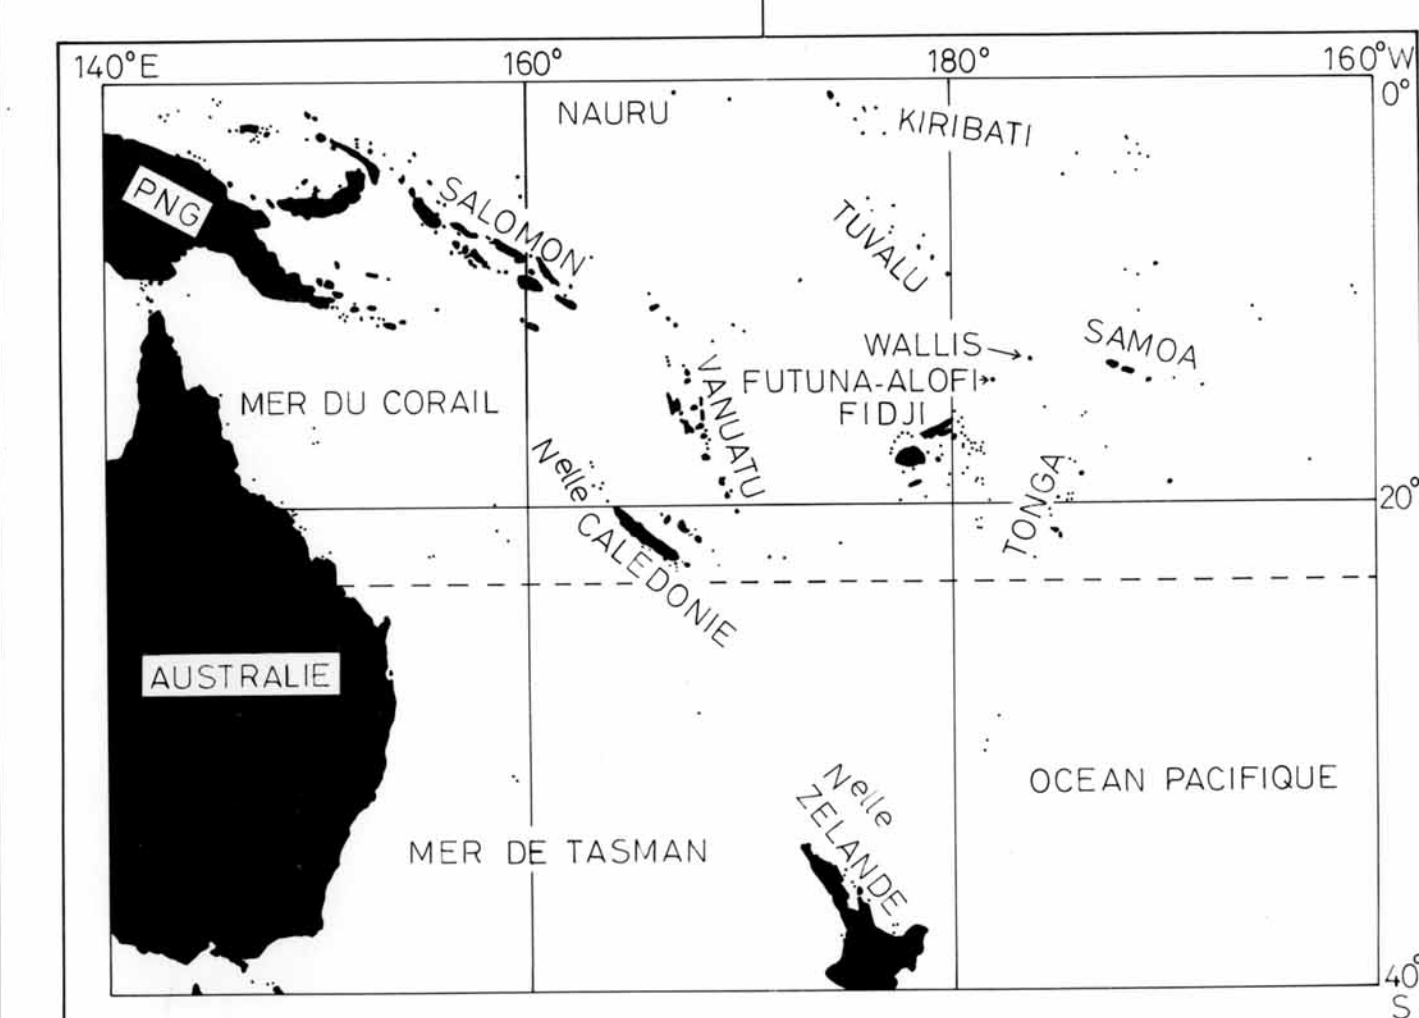 140°E 160° 180° 160°W
0°
NAURU
KIRIBATI
PNG
SALOMON
TUVALU
WALLIS
SAMOA
FUTUNA-ALOFI
MER DU CORAIL
FIDJI
VANUATU
Nelle
CALEDONIE
TONGA
20°
AUSTRALIE
OCEAN PACIFIQUE
Nelle
ZELANDE
MER DE TASMAN
40°
S